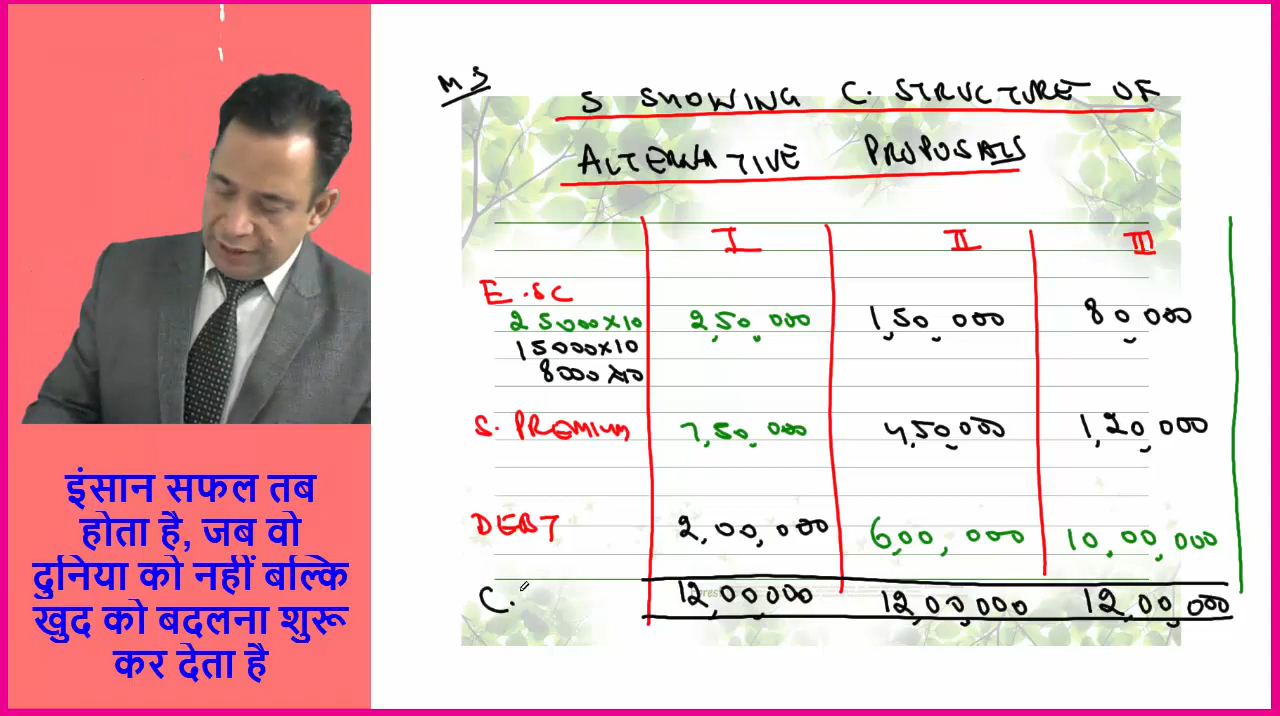 M S
S SHOWING C. STRUCTURE OF
ALTERNATIVE PROPOSALS
I II III
E.SC
25000x10 2,50,000 1,50,000 80,000
15000x10
8000x10
S. PREMIUM 7,50,000 4,50,000 1,20,000
DEBT 2,00,000 6,00,000 10,00,000
C. 12,00,000 12,00,000 12,00,000
इंसान सफल तब
होता है, जब वो
दुनिया को नहीं बल्कि
खुद को बदलना शुरू
कर देता है